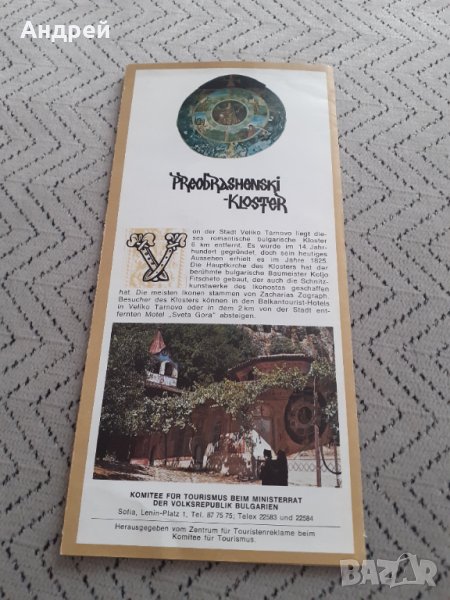 Андрей
PREOBRASHENSKI
-KLOSTER
Von der Stadt Veliko Tărnovo liegt die-
ses romantische bulgarische Kloster
6 km entfernt. Es wurde im 14. Jahr-
hundert gegründet, doch sein heutiges
Aussehen erhielt es im Jahre 1825.
Die Hauptkirche des Klosters hat der
berühmte bulgarische Baumeister Koljo
Fitscheto gebaut, der auch die Schnitz-
kunstwerke des Ikonostas geschaffen
hat. Die meisten Ikonen stammen von Zacharias Zograph.
Besucher des Klosters können in den Balkantourist-Hotels
in Veliko Tărnovo oder in dem 2 km von der Stadt ent-
fernten Motel „Sveta Gora" absteigen.
KOMITEE FÜR TOURISMUS BEIM MINISTERRAT
DER VOLKSREPUBLIK BULGARIEN
Sofia, Lenin-Platz 1, Tel. 87 75 75; Telex 22583 und 22584
Herausgegeben vom Zentrum für Touristenreklame beim
Komitee für Tourismus.
BAZAR